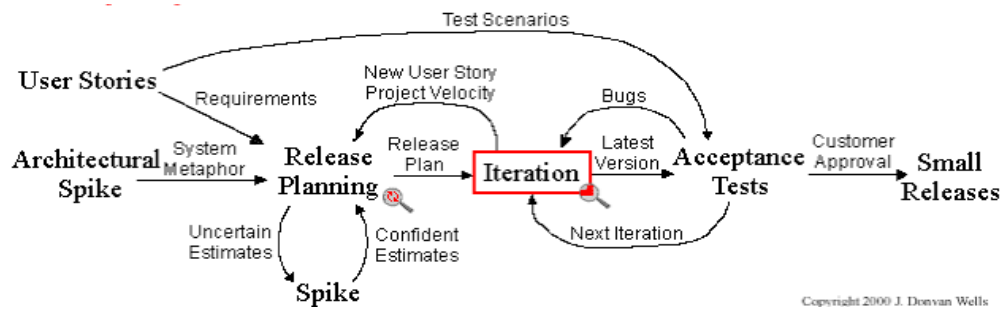 Test Scenarios
User Stories
New User Story
Project Velocity
Bugs
Requirements
Architectural
Spike
System
Metaphor
Release
Planning
Release
Plan
Iteration
Latest
Version
Acceptance
Tests
Customer
Approval
Small
Releases
Uncertain
Estimates
Confident
Estimates
Next Iteration
Spike
Copyright 2000 J. Donvan Wells